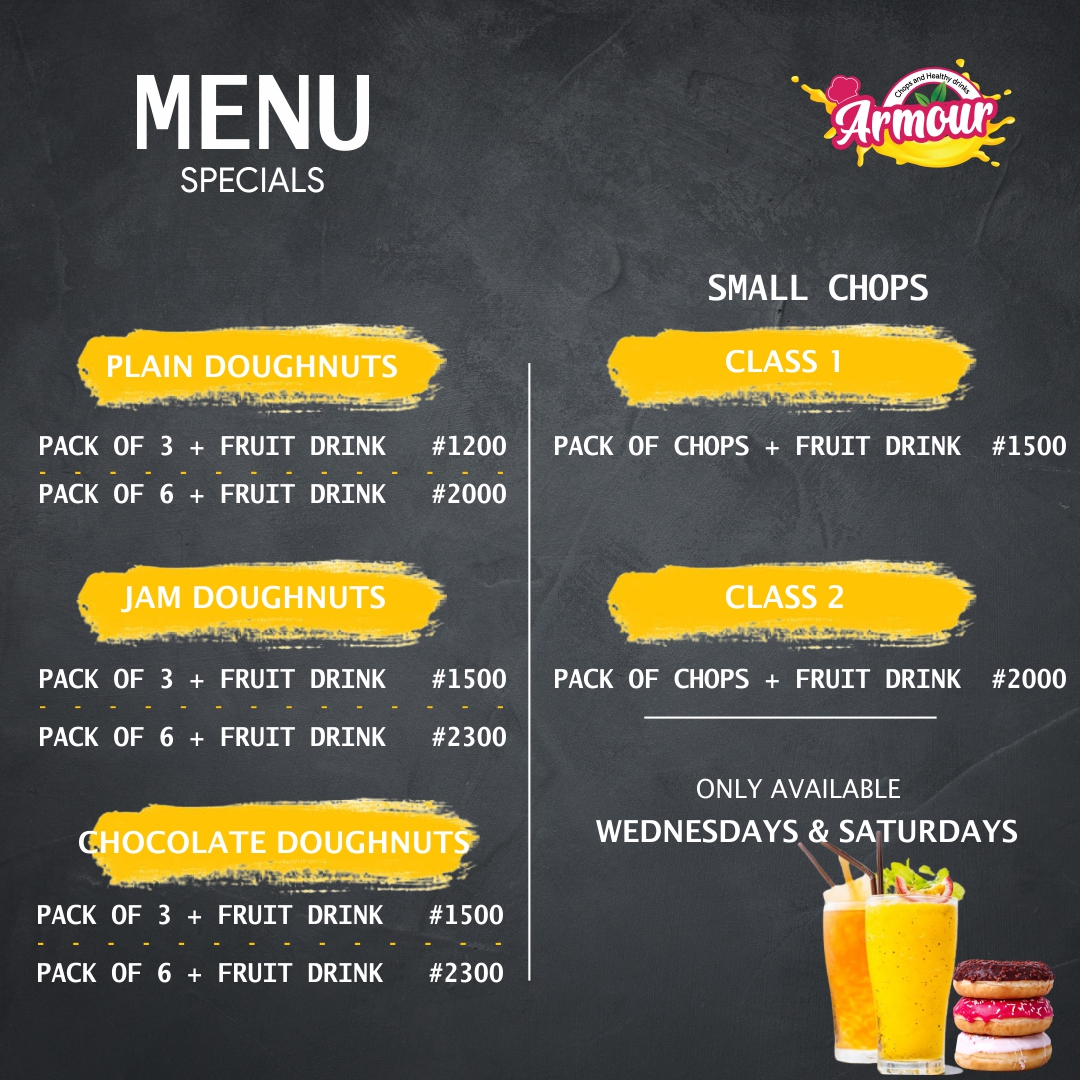 MENU
SPECIALS
Chops and Healthy drinks
Armour
PLAIN DOUGHNUTS
PACK OF 3 + FRUIT DRINK #1200
PACK OF 6 + FRUIT DRINK #2000
JAM DOUGHNUTS
PACK OF 3 + FRUIT DRINK #1500
PACK OF 6 + FRUIT DRINK #2300
CHOCOLATE DOUGHNUTS
PACK OF 3 + FRUIT DRINK #1500
PACK OF 6 + FRUIT DRINK #2300
SMALL CHOPS
CLASS 1
PACK OF CHOPS + FRUIT DRINK #1500
CLASS 2
PACK OF CHOPS + FRUIT DRINK #2000
ONLY AVAILABLE
WEDNESDAYS & SATURDAYS